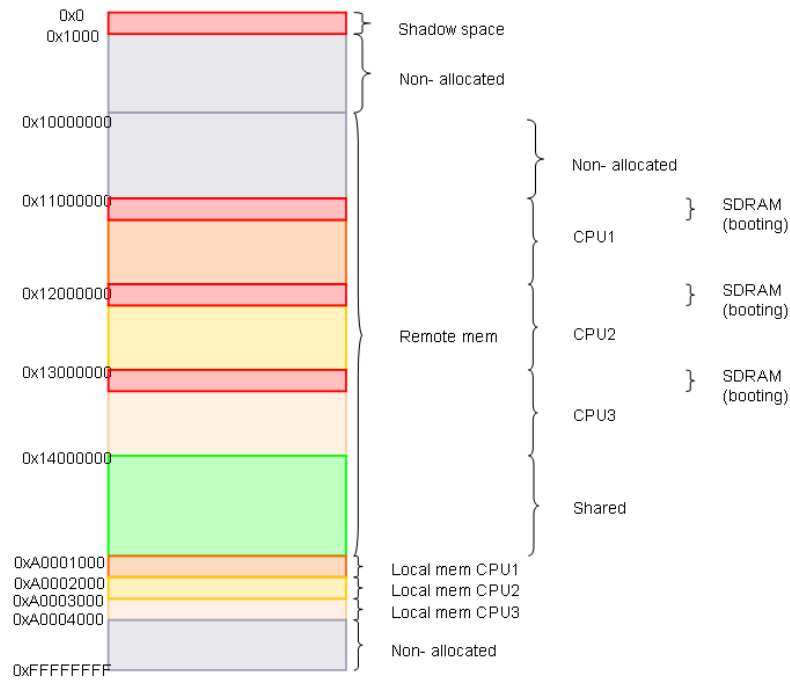 0x0
Shadow space
0x1000
Non- allocated
0x10000000
Non- allocated
0x11000000
SDRAM
(booting)
CPU1
0x12000000
SDRAM
(booting)
Remote mem
CPU2
0x13000000
SDRAM
(booting)
CPU3
0x14000000
Shared
0xA0001000
Local mem CPU1
0xA0002000
Local mem CPU2
0xA0003000
Local mem CPU3
0xA0004000
Non- allocated
0xFFFFFFFF